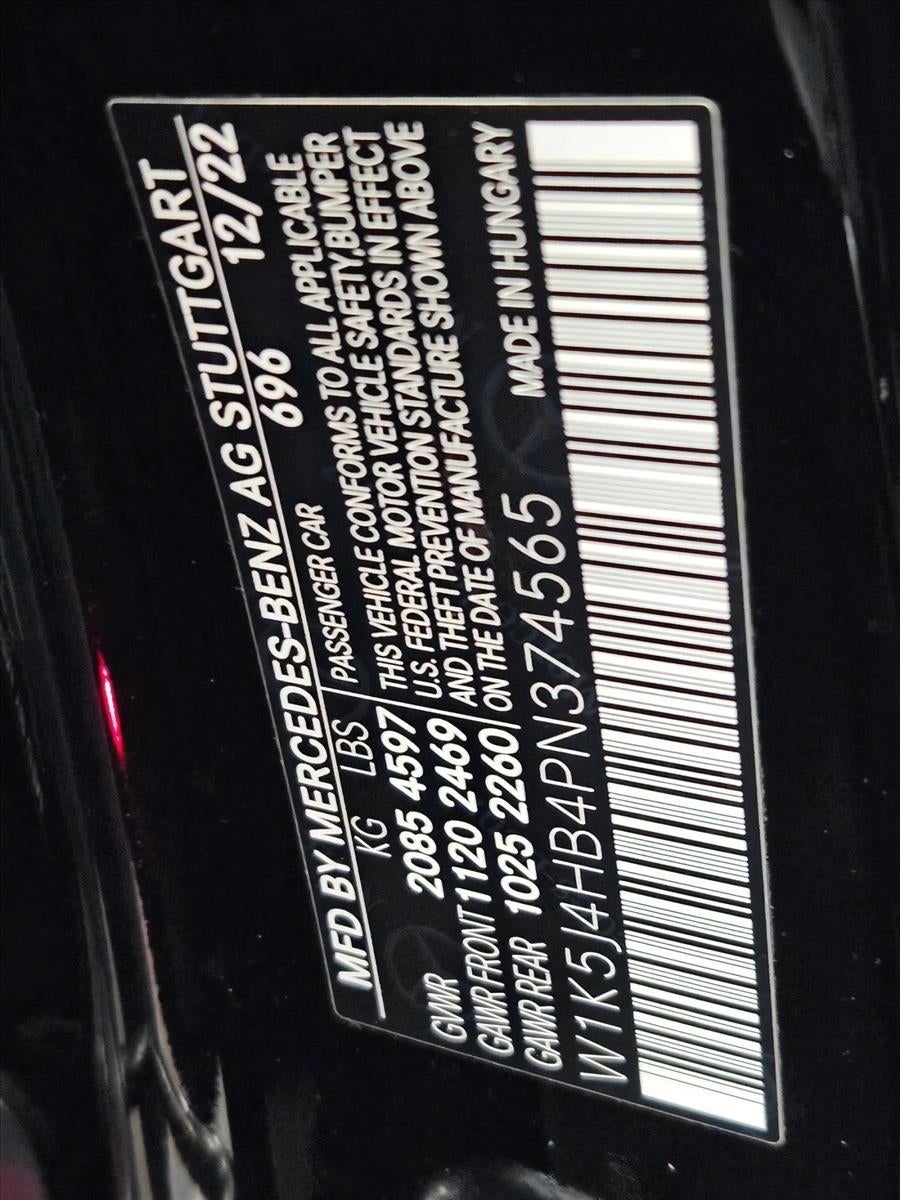 MFD BY MERCEDES-BENZ AG STUTTGART
KG LBS 696 12/22
GVWR 2085 4597
GAWR FRONT 1120 2469
GAWR REAR 1025 2260
PASSENGER CAR
THIS VEHICLE CONFORMS TO ALL APPLICABLE
U.S. FEDERAL MOTOR VEHICLE SAFETY,BUMPER
AND THEFT PREVENTION STANDARDS IN EFFECT
ON THE DATE OF MANUFACTURE SHOWN ABOVE
W1K5J4HB4PN374565 MADE IN HUNGARY